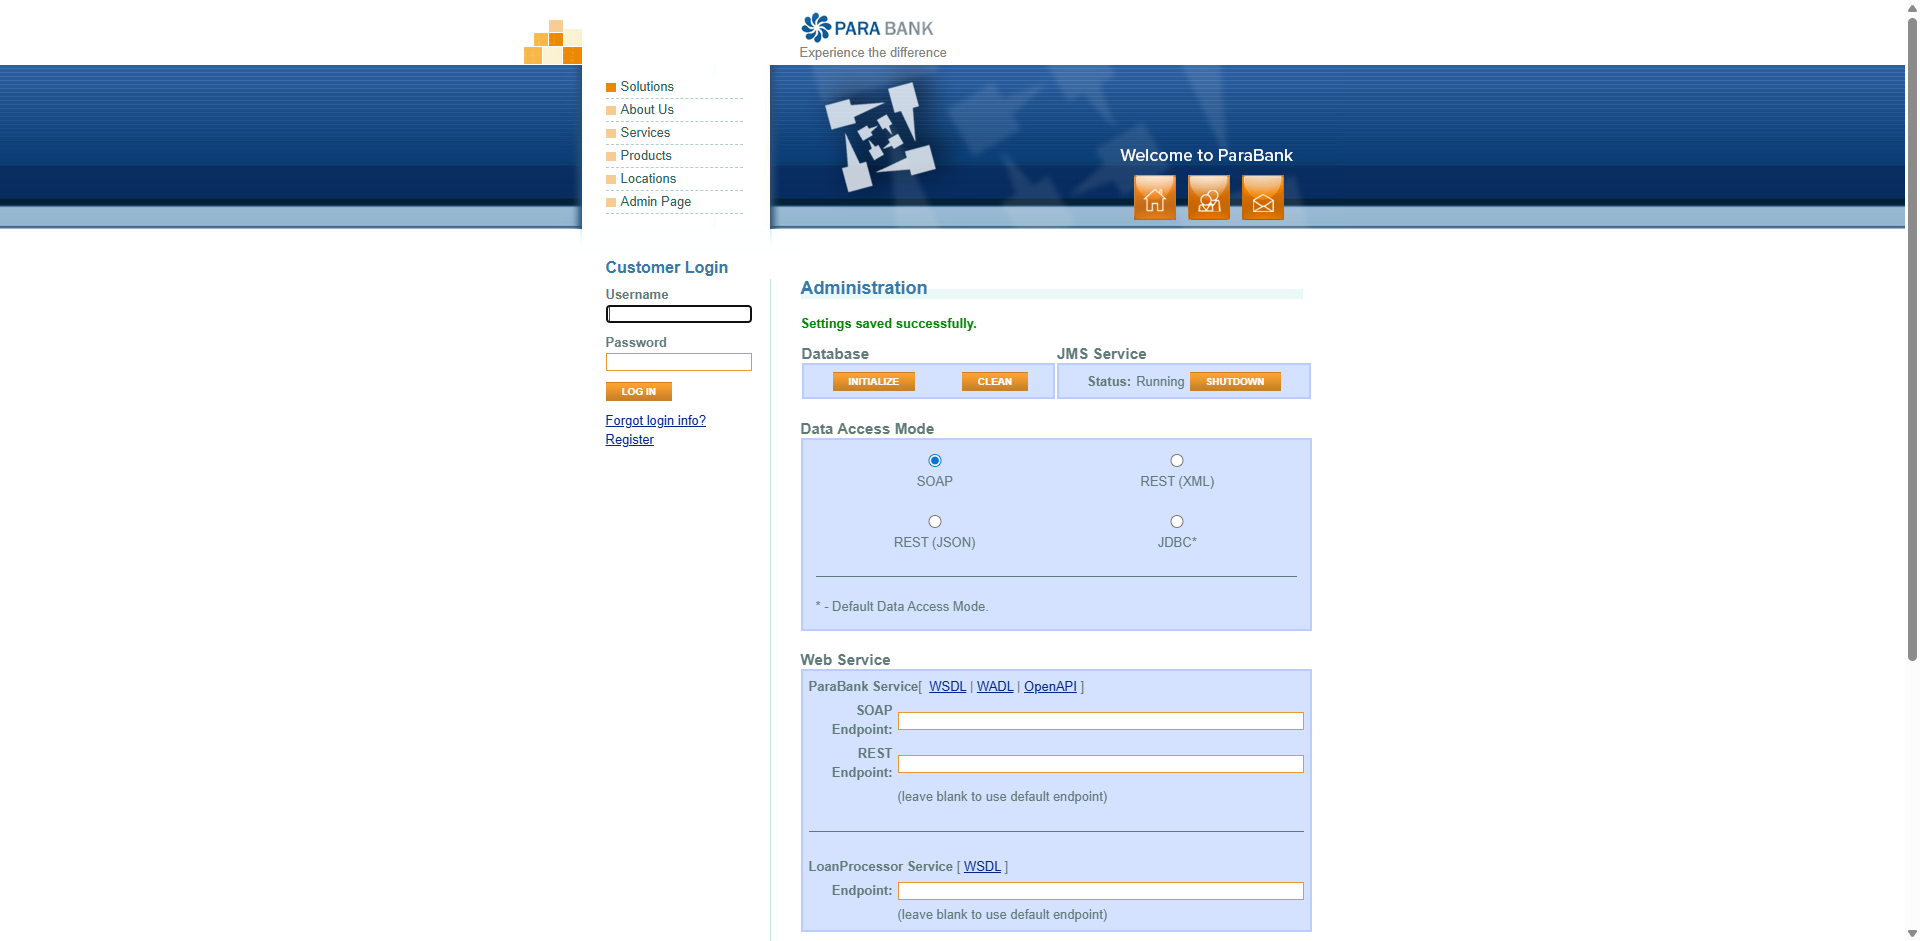 PARA BANK
Experience the difference
Solutions
About Us
Services
Products
Locations
Admin Page
Welcome to ParaBank
Customer Login
Username
Password
LOG IN
Forgot login info?
Register
Administration
Settings saved successfully.
Database
JMS Service
INITIALIZE CLEAN
Status: Running SHUTDOWN
Data Access Mode
SOAP
REST (XML)
REST (JSON)
JDBC*
* - Default Data Access Mode.
Web Service
ParaBank Service[ WSDL | WADL | OpenAPI ]
SOAP
Endpoint:
REST
Endpoint:
(leave blank to use default endpoint)
LoanProcessor Service [ WSDL ]
Endpoint:
(leave blank to use default endpoint)